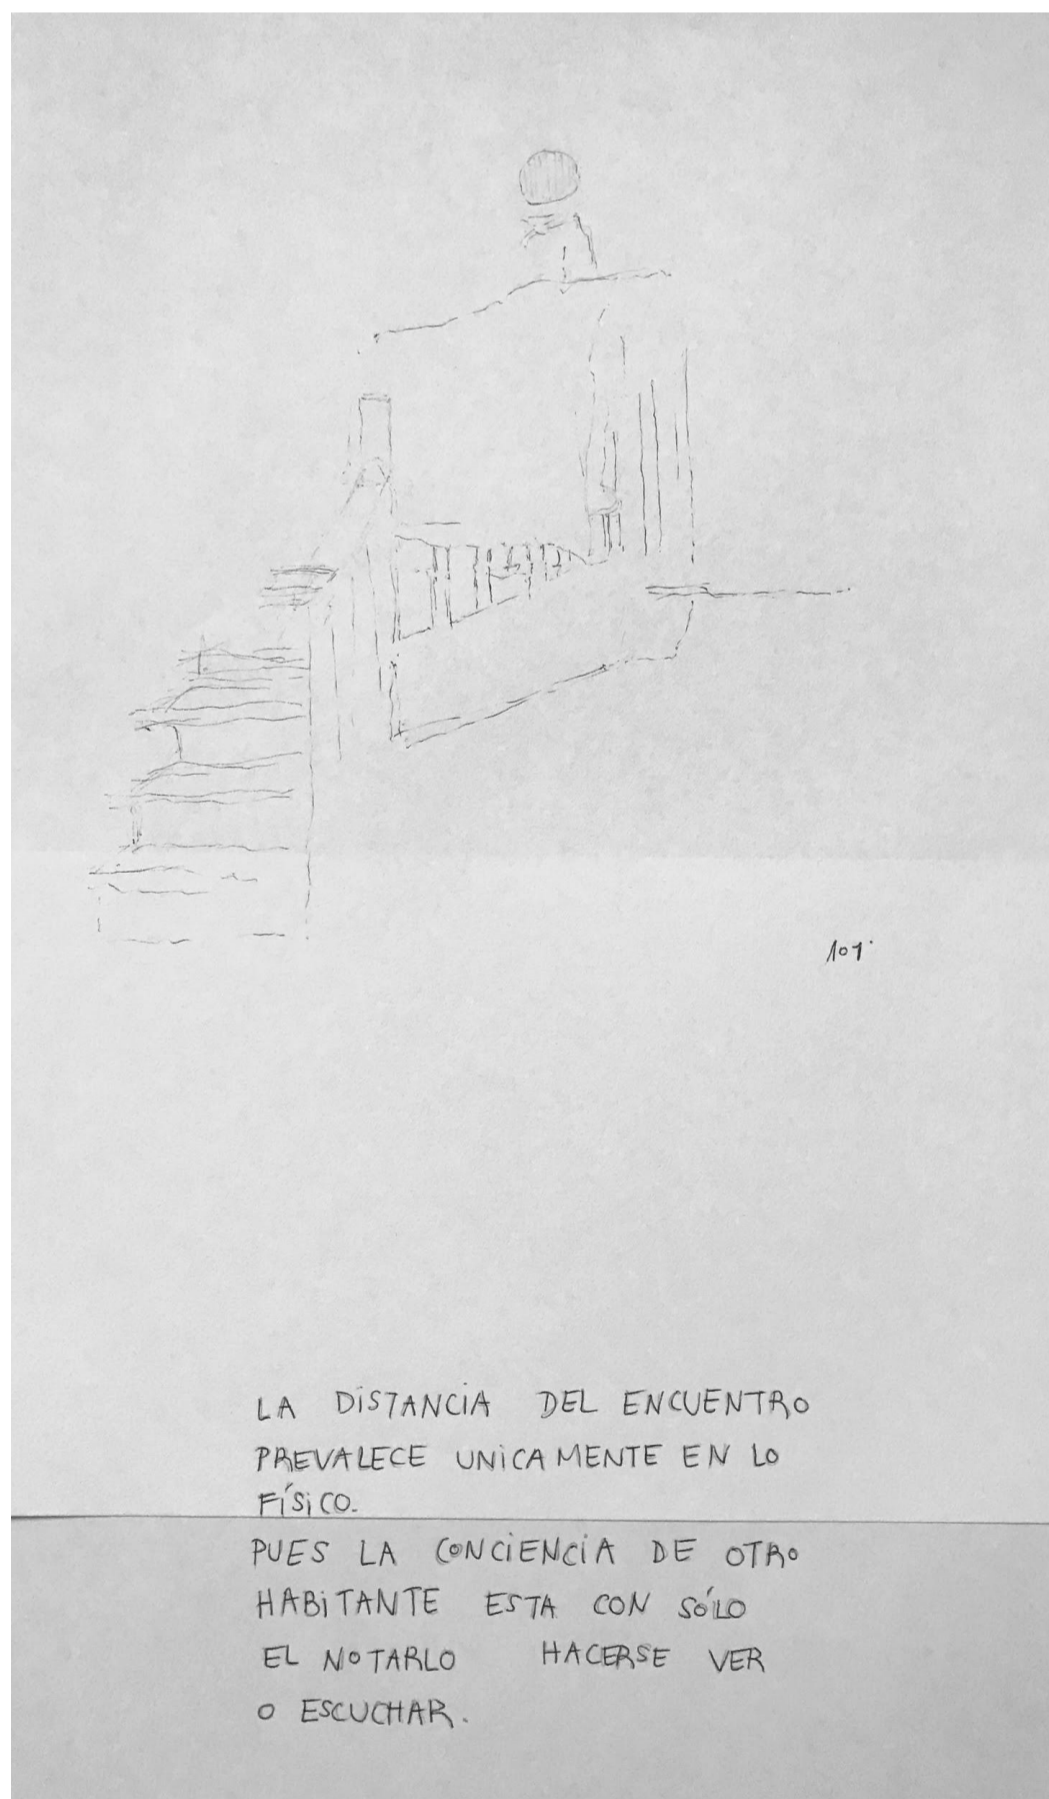 101.
LA DISTANCIA DEL ENCUENTRO
PREVALECE UNICAMENTE EN LO
FÍSICO.
PUES LA CONCIENCIA DE OTRO
HABITANTE ESTA CON SÓLO
EL NOTARLO HACERSE VER
O ESCUCHAR.